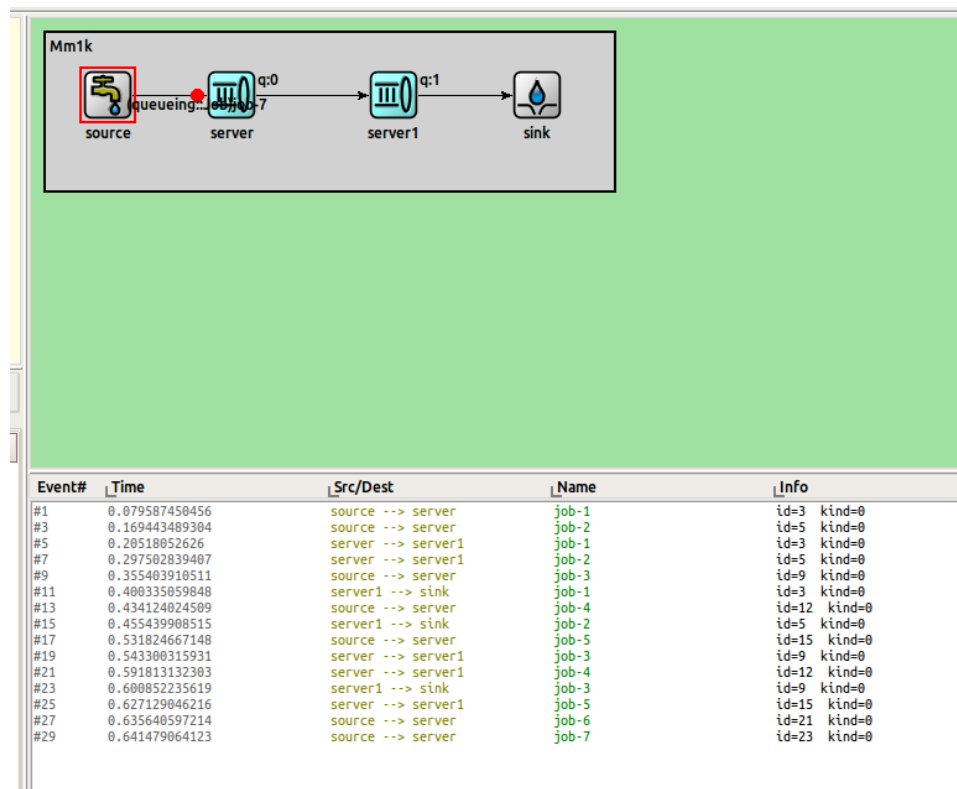 Mm1k
q:0
q:1
(queueing::Job)job-7
source
server
server1
sink
Event# Time Src/Dest Name Info
#1 0.079587450456 source --> server job-1 id=3 kind=0
#3 0.169443489304 source --> server job-2 id=5 kind=0
#5 0.20518052626 server --> server1 job-1 id=3 kind=0
#7 0.297502839407 server --> server1 job-2 id=5 kind=0
#9 0.355403910511 source --> server job-3 id=9 kind=0
#11 0.400335059848 server1 --> sink job-1 id=3 kind=0
#13 0.434124024509 source --> server job-4 id=12 kind=0
#15 0.455439908515 server1 --> sink job-2 id=5 kind=0
#17 0.531824667148 source --> server job-5 id=15 kind=0
#19 0.543300315931 server --> server1 job-3 id=9 kind=0
#21 0.591813132303 server --> server1 job-4 id=12 kind=0
#23 0.600852235619 server1 --> sink job-3 id=9 kind=0
#25 0.627129046216 server --> server1 job-5 id=15 kind=0
#27 0.635640597214 source --> server job-6 id=21 kind=0
#29 0.641479064123 source --> server job-7 id=23 kind=0